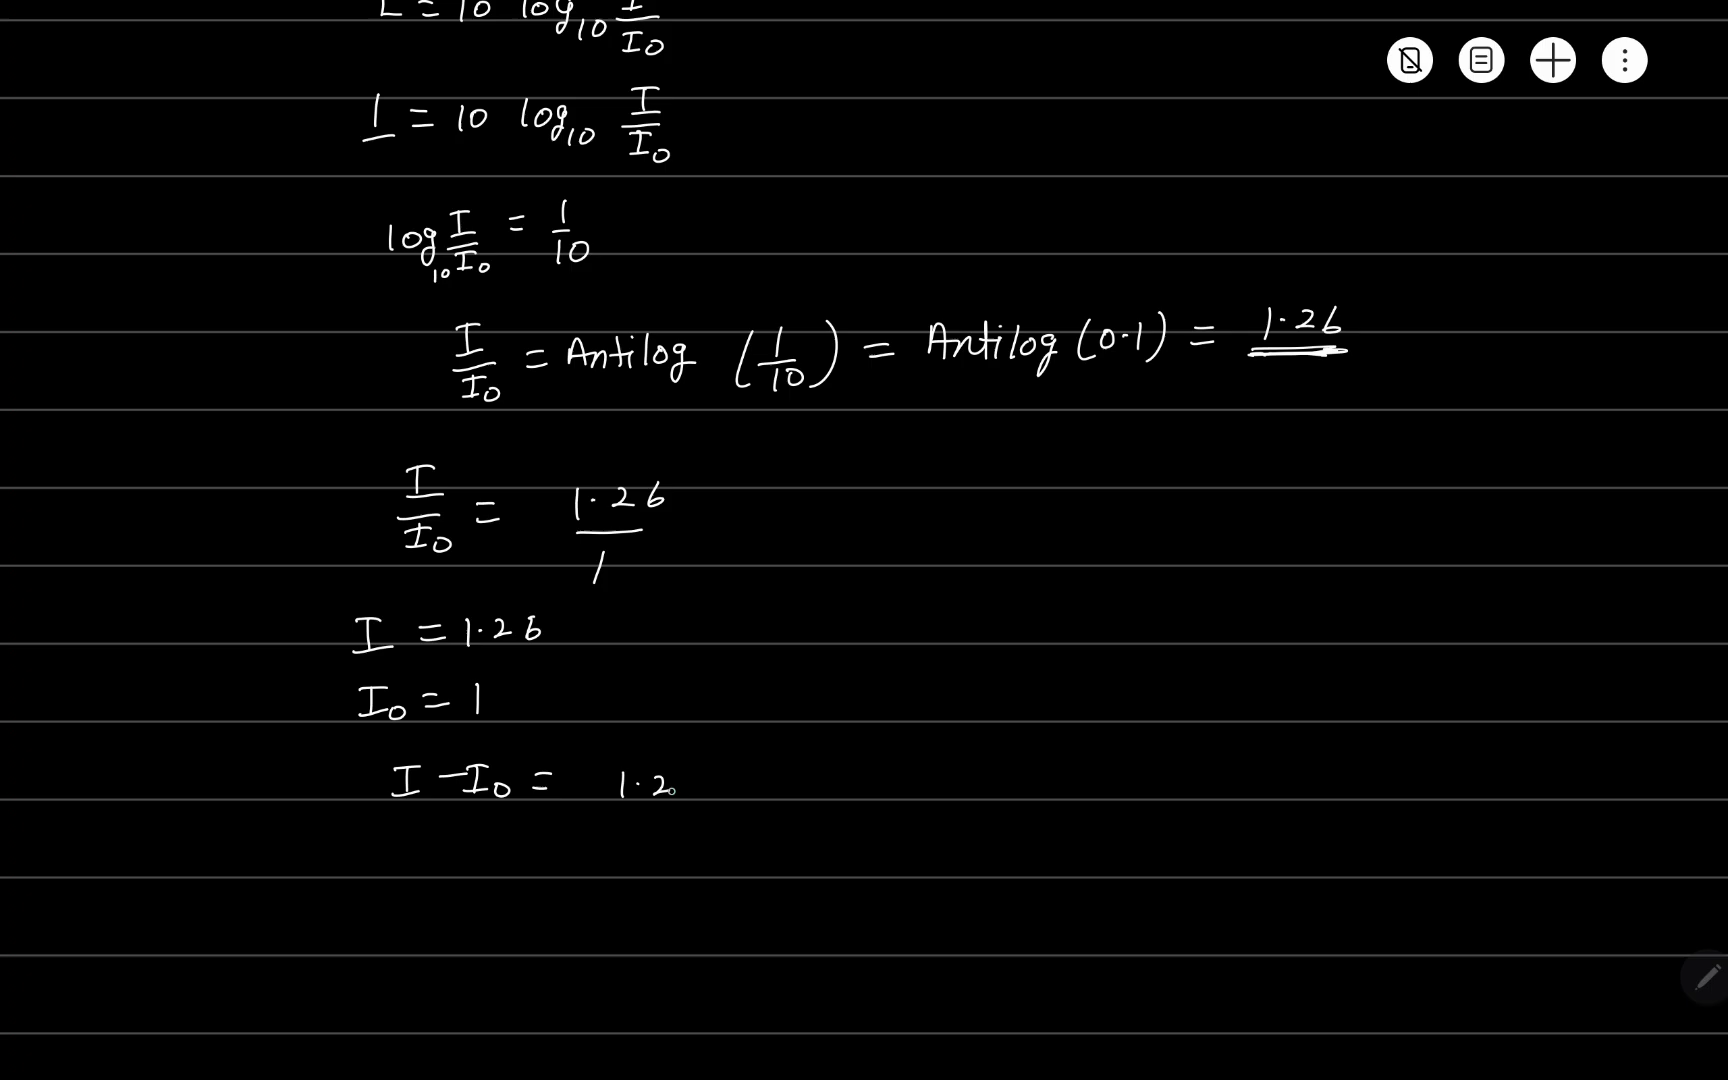 L = 10 log10 I/I0
1 = 10 log10 I/I0
log10 I/I0 = 1/10
I/I0 = Antilog (1/10) = Antilog (0.1) = 1.26
I/I0 = 1.26/1
I = 1.26
I0 = 1
I - I0 = 1.2